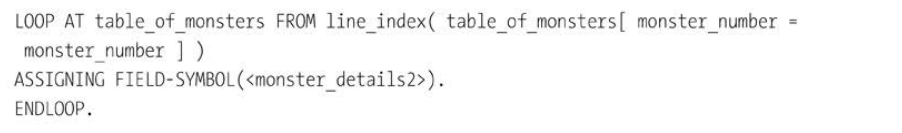 LOOP AT table_of_monsters FROM line_index( table_of_monsters[ monster_number =
monster_number ] )
ASSIGNING FIELD-SYMBOL(<monster_details2>).
ENDLOOP.